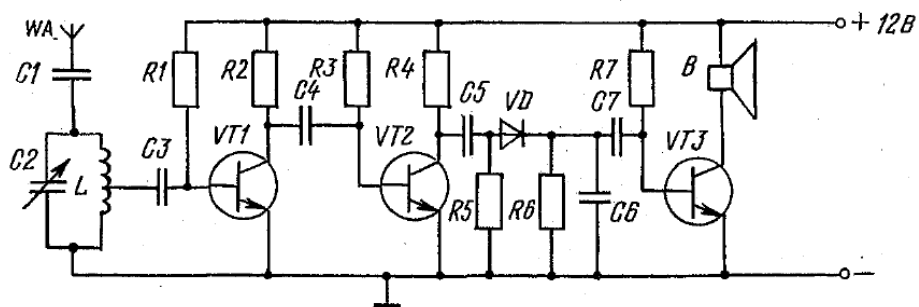 WA
+ 12В
C1
R1
R2
R3
R4
R7
B
C4
C5
VD
C7
C2
L
C3
VT1
VT2
VT3
R5
R6
C6
−